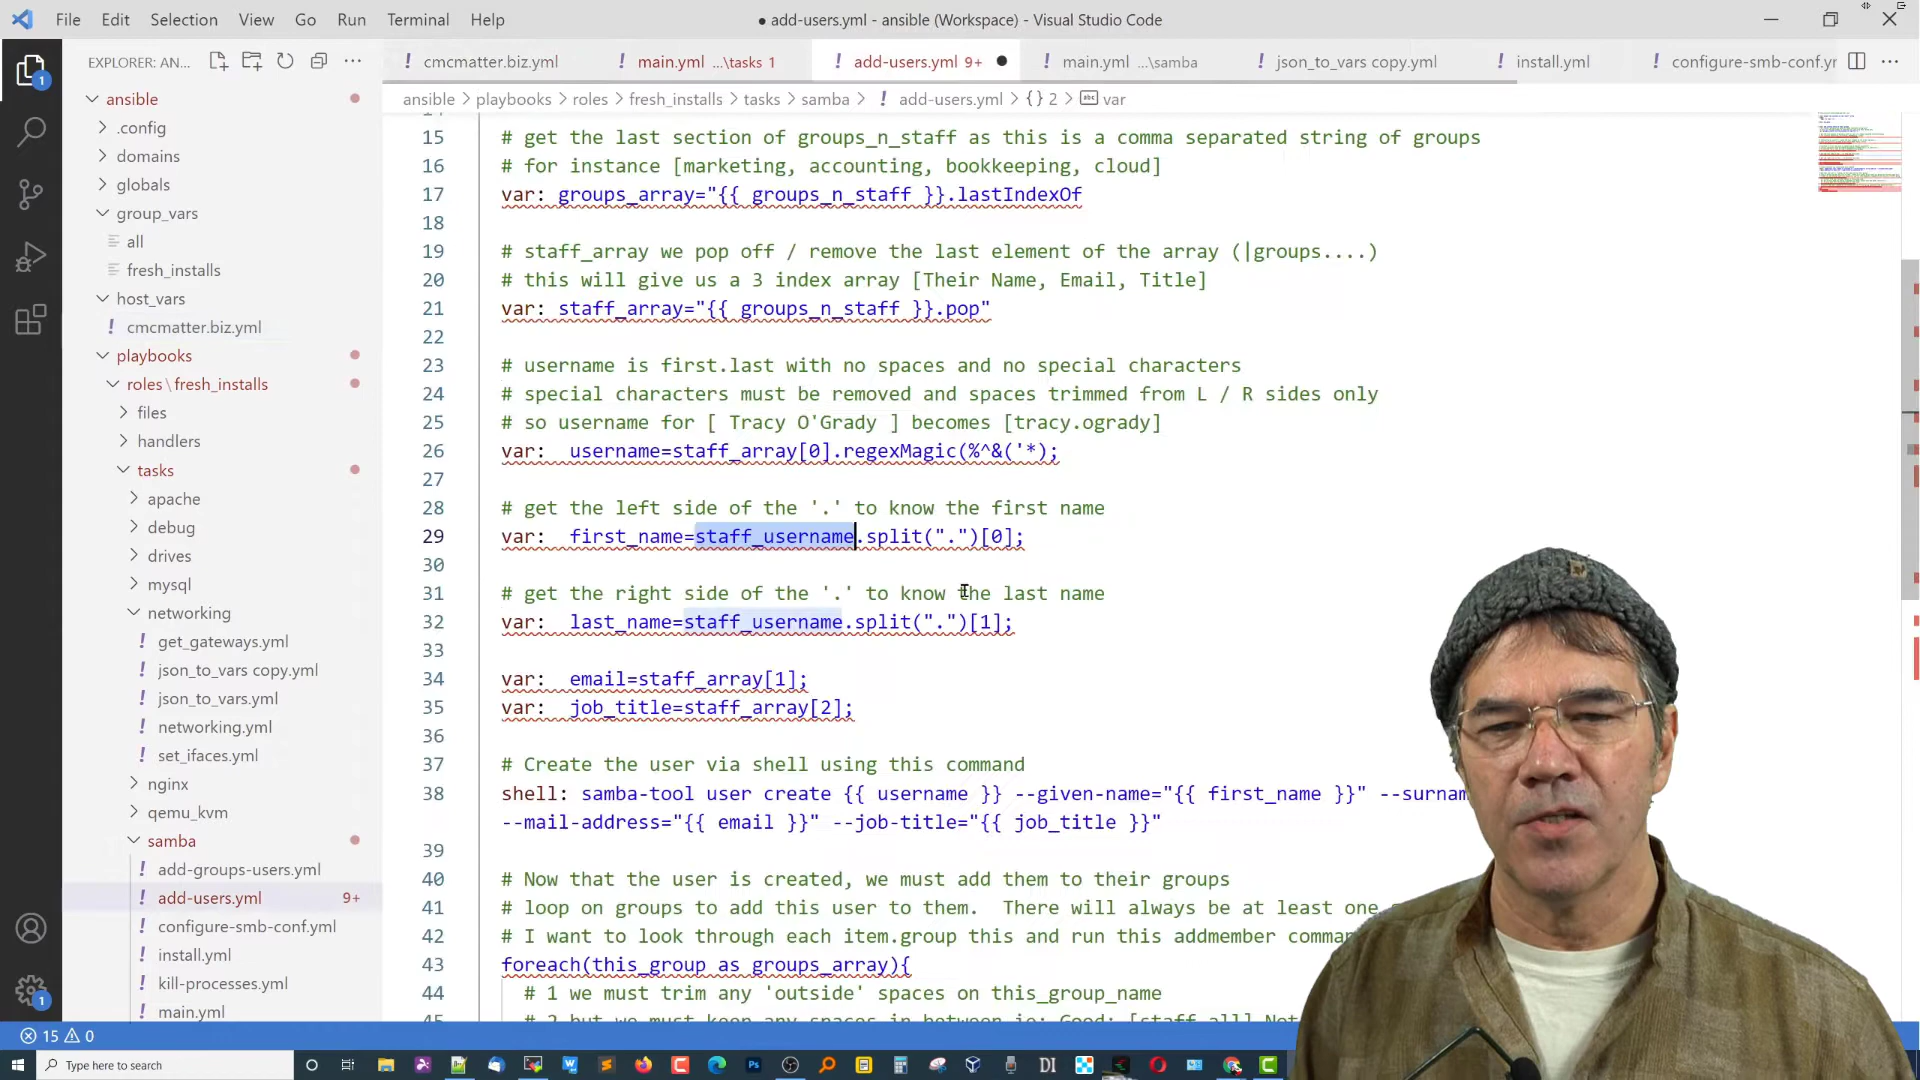 File Edit Selection View Go Run Terminal Help
● add-users.yml - ansible (Workspace) - Visual Studio Code
EXPLORER: AN...
! cmcmatter.biz.yml
! main.yml ...\tasks 1
! add-users.yml 9+ ●
! main.yml ...\samba
! json_to_vars copy.yml
! install.yml
! configure-smb-conf.yr
ansible > playbooks > roles > fresh_installs > tasks > samba > ! add-users.yml > {} 2 > var
ansible
.config
domains
globals
group_vars
all
fresh_installs
host_vars
! cmcmatter.biz.yml
playbooks
roles\fresh_installs
files
handlers
tasks
apache
debug
drives
mysql
networking
! get_gateways.yml
! json_to_vars copy.yml
! json_to_vars.yml
! networking.yml
! set_ifaces.yml
nginx
qemu_kvm
samba
! add-groups-users.yml
! add-users.yml 9+
! configure-smb-conf.yml
! install.yml
! kill-processes.yml
! main.yml
15 # get the last section of groups_n_staff as this is a comma separated string of groups
16 # for instance [marketing, accounting, bookkeeping, cloud]
17 var: groups_array="{{ groups_n_staff }}.lastIndexOf
18
19 # staff_array we pop off / remove the last element of the array (|groups....)
20 # this will give us a 3 index array [Their Name, Email, Title]
21 var: staff_array="{{ groups_n_staff }}.pop"
22
23 # username is first.last with no spaces and no special characters
24 # special characters must be removed and spaces trimmed from L / R sides only
25 # so username for [ Tracy O'Grady ] becomes [tracy.ogrady]
26 var:  username=staff_array[0].regexMagic(%^&('*);
27
28 # get the left side of the '.' to know the first name
29 var:  first_name=staff_username.split(".")[0];
30
31 # get the right side of the '.' to know the last name
32 var:  last_name=staff_username.split(".")[1];
33
34 var:  email=staff_array[1];
35 var:  job_title=staff_array[2];
36
37 # Create the user via shell using this command
38 shell: samba-tool user create {{ username }} --given-name="{{ first_name }}" --surnam
--mail-address="{{ email }}" --job-title="{{ job_title }}"
39
40 # Now that the user is created, we must add them to their groups
41 # loop on groups to add this user to them.  There will always be at least one
42 # I want to look through each item.group this and run this addmember comman
43 foreach(this_group as groups_array){
44 # 1 we must trim any 'outside' spaces on this_group_name
45 # 2 but we must keep any spaces in between ie: Good: [staff all] Not
1
1
15 0
Type here to search